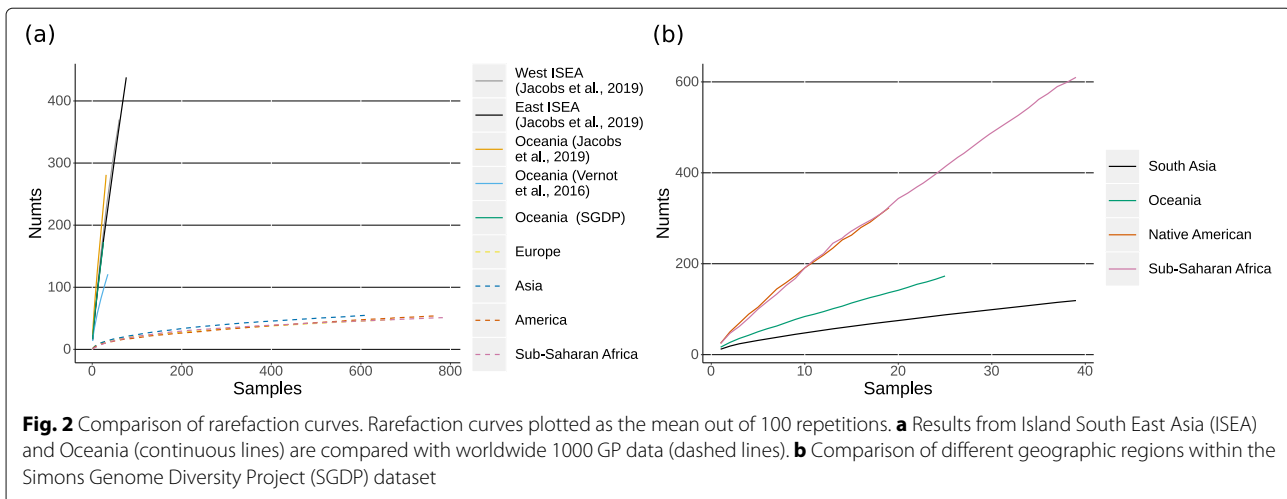 (a)
Numts
400
300
200
100
0
0
200
400
600
800
Samples
West ISEA
(Jacobs et al., 2019)
East ISEA
(Jacobs et al., 2019)
Oceania (Jacobs
et al., 2019)
Oceania (Vernot
et al., 2016)
Oceania (SGDP)
Europe
Asia
America
Sub-Saharan Africa
(b)
Numts
600
400
200
0
0
10
20
30
40
Samples
South Asia
Oceania
Native American
Sub-Saharan Africa
Fig. 2 Comparison of rarefaction curves. Rarefaction curves plotted as the mean out of 100 repetitions. a Results from Island South East Asia (ISEA)
and Oceania (continuous lines) are compared with worldwide 1000 GP data (dashed lines). b Comparison of different geographic regions within the
Simons Genome Diversity Project (SGDP) dataset